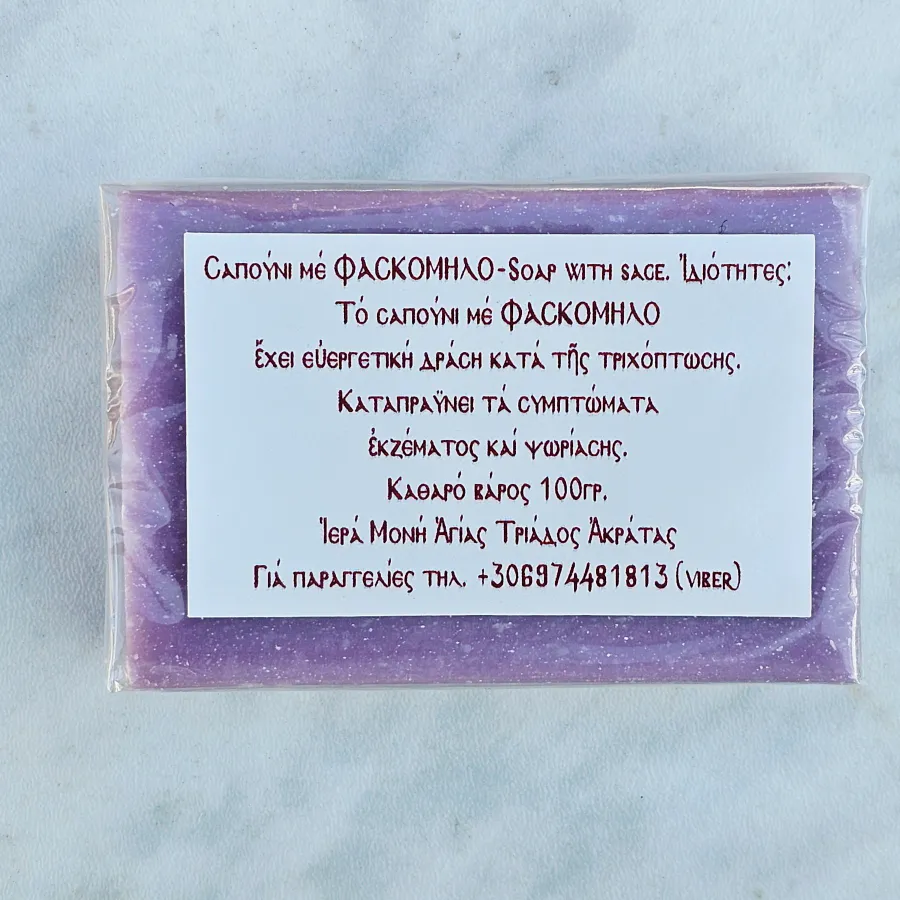 Σαπούνι μέ ΦΑΣΚΟΜΗΛΟ-Soap with sage. Ἰδιότητες:
Τό σαπούνι μέ ΦΑΣΚΟΜΗΛΟ
ἔχει εὐεργετική δράση κατά τῆς τριχόπτωσης.
Καταπραΰνει τά συμπτώματα
ἐκζέματος καί ψωρίασης.
Καθαρό βάρος 100γρ.
Ἱερά Μονή Ἁγίας Τριάδος Ἀκράτας
Γιά παραγγελίες τηλ. +306974481813 (viber)